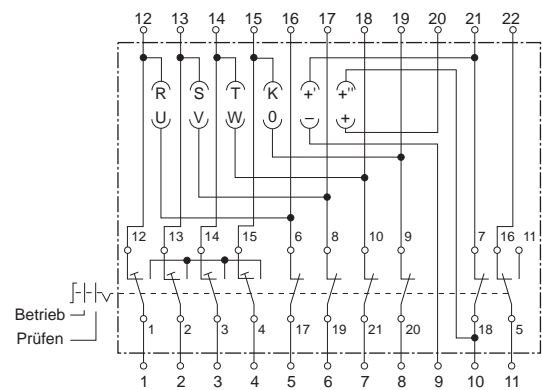 12 13 14 15 16 17 18 19 20 21 22
R S T K +' +"
U V W 0 − +
12 13 14 15 6 8 10 9 7 16 11
Betrieb
1 2 3 4 17 19 21 20 18 5
Prüfen
1 2 3 4 5 6 7 8 9 10 11